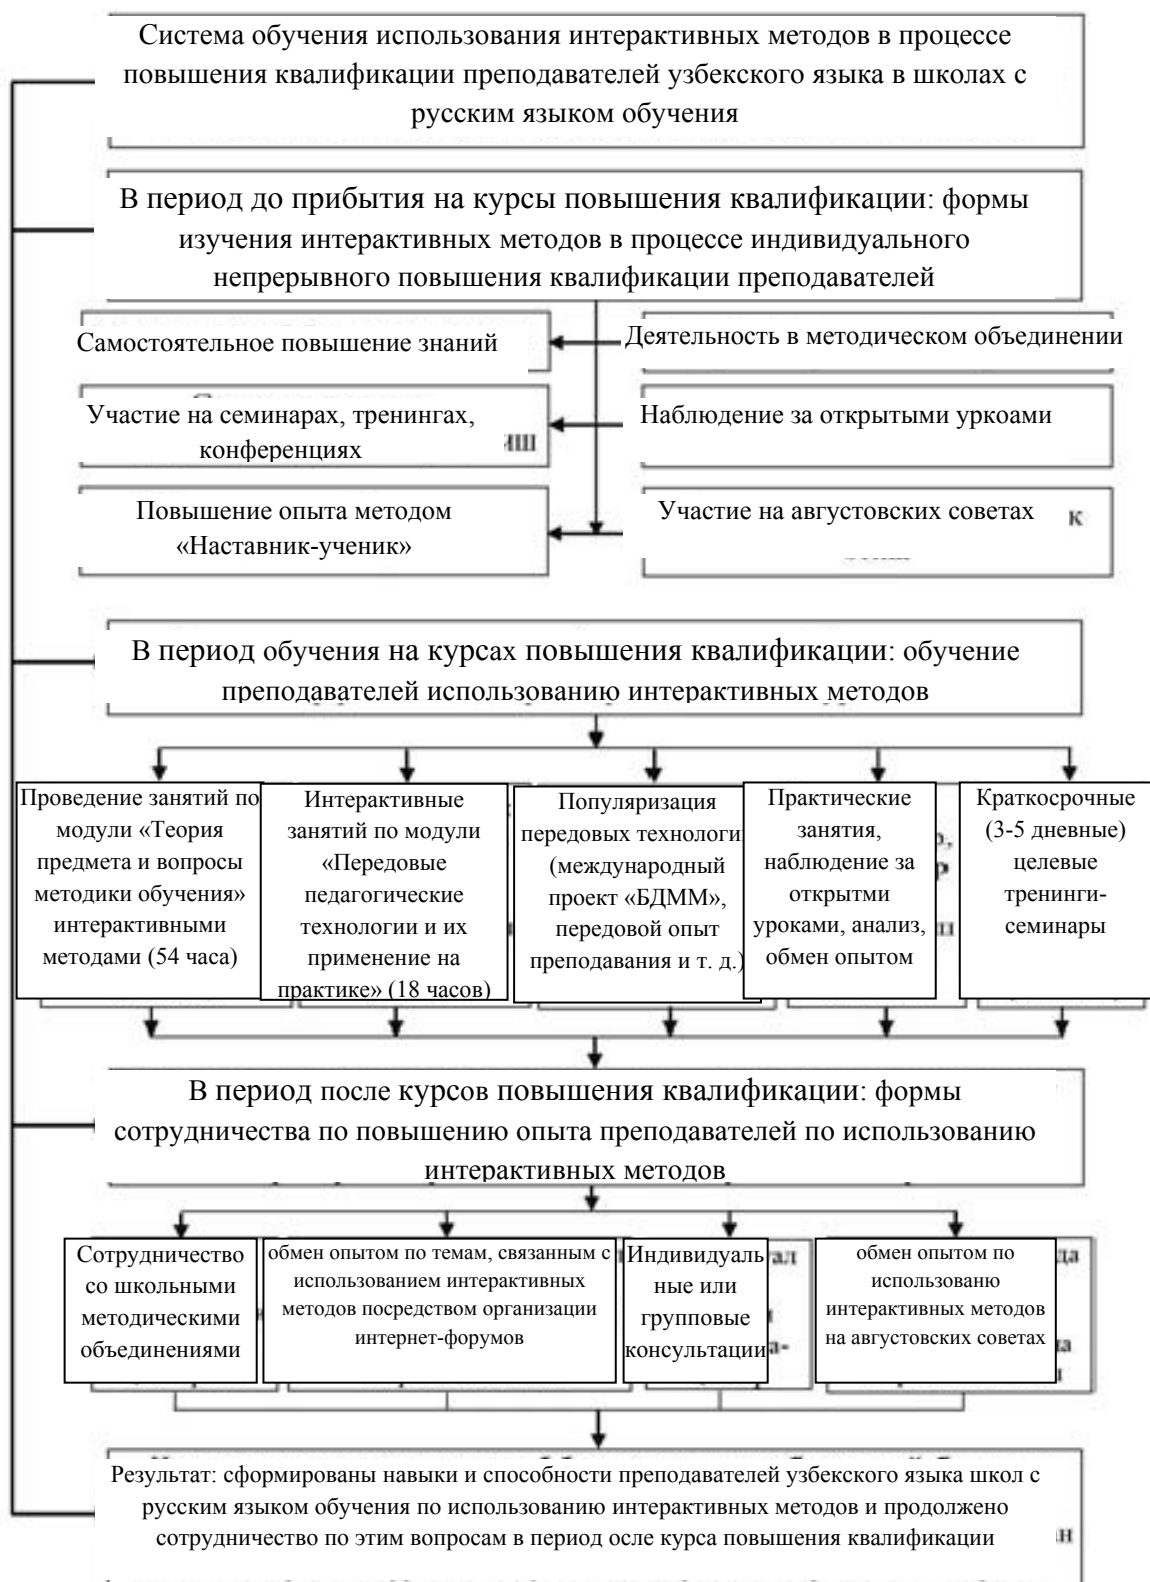 Система обучения использования интерактивных методов в процессе
повышения квалификации преподавателей узбекского языка в школах с
русским языком обучения
В период до прибытия на курсы повышения квалификации: формы
изучения интерактивных методов в процессе индивидуального
непрерывного повышения квалификации преподавателей
Самостоятельное повышение знаний
Деятельность в методическом объединении
Участие на семинарах, тренингах,
конференциях
Наблюдение за открытыми уркоами
Повышение опыта методом
«Наставник-ученик»
Участие на августовских советах
В период обучения на курсах повышения квалификации: обучение
преподавателей использованию интерактивных методов
Проведение занятий по
модули «Теория
предмета и вопросы
методики обучения»
интерактивными
методами (54 часа)
Интерактивные
занятий по модули
«Передовые
педагогические
технологии и их
применение на
практике» (18 часов)
Популяризация
передовых технологи
(международный
проект «БДММ»,
передовой опыт
преподавания и т. д.)
Практические
занятия,
наблюдение за
открытми
уроками, анализ,
обмен опытом
Краткосрочные
(3-5 дневные)
целевые
тренинги-
семинары
В период после курсов повышения квалификации: формы
сотрудничества по повышению опыта преподавателей по использованию
интерактивных методов
Сотрудничество
со школьными
методическими
объединениями
обмен опытом по темам, связанным с
использованием интерактивных
методов посредством организации
интернет-форумов
Индивидуаль
ные или
групповые
консультации
обмен опытом по
использованю
интерактивных методов
на августовских советах
Результат: сформированы навыки и способности преподавателей узбекского языка школ с
русским языком обучения по использованию интерактивных методов и продолжено
сотрудничество по этим вопросам в период осле курса повышения квалификации